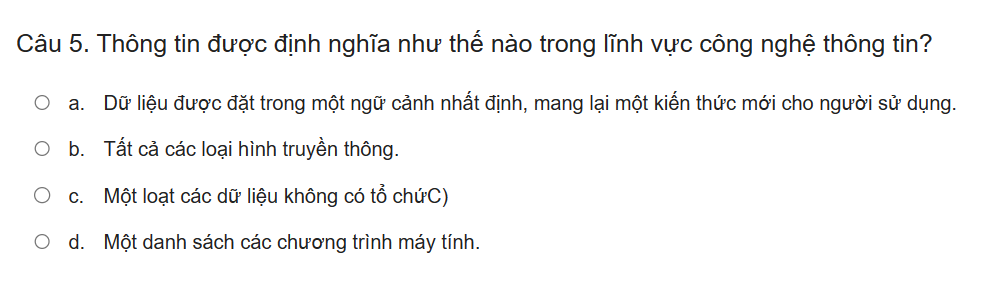 Câu 5. Thông tin được định nghĩa như thế nào trong lĩnh vực công nghệ thông tin?
a. Dữ liệu được đặt trong một ngữ cảnh nhất định, mang lại một kiến thức mới cho người sử dụng.
b. Tất cả các loại hình truyền thông.
c. Một loạt các dữ liệu không có tổ chứC)
d. Một danh sách các chương trình máy tính.